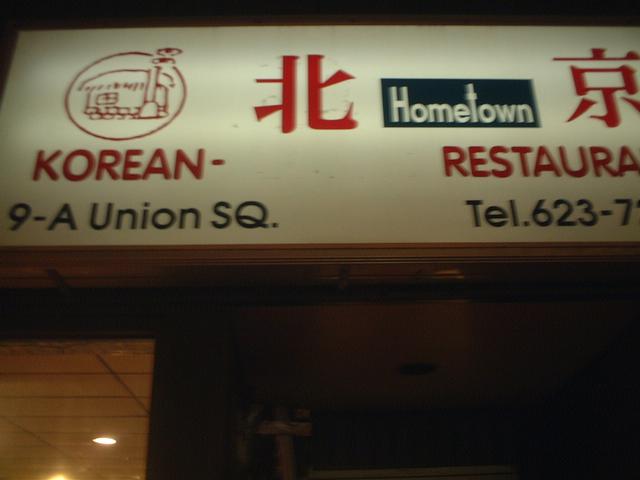 北 Hometown 京
KOREAN- RESTAURA
9-A Union SQ. Tel.623-7